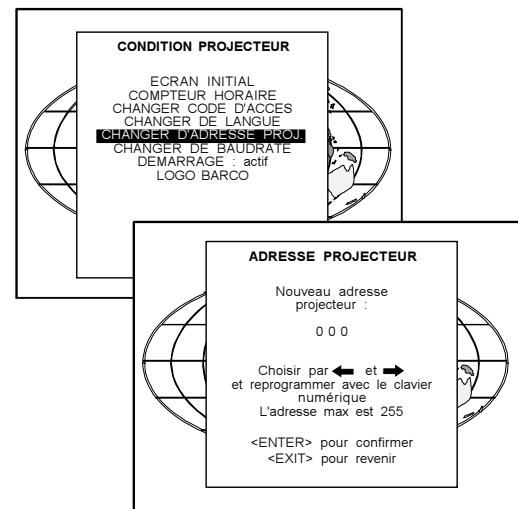 CONDITION PROJECTEUR
ECRAN INITIAL
COMPTEUR HORAIRE
CHANGER CODE D'ACCES
CHANGER DE LANGUE
CHANGER D'ADRESSE PROJ.
CHANGER DE BAUDRATE
DEMARRAGE : actif
LOGO BARCO
ADRESSE PROJECTEUR
Nouveau adresse
projecteur :
0 0 0
Choisir par ← et →
et reprogrammer avec le clavier
numérique
L'adresse max est 255
<ENTER> pour confirmer
<EXIT> pour revenir